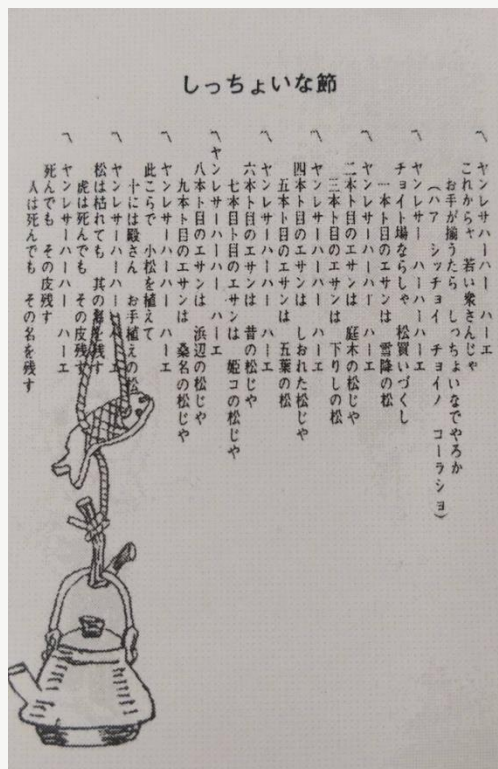 しっちょいな節
〽ヤンレサーハーハー ハーエ
これからヤ 若い衆さんじゃ
お手が揃うたら しっちょいなでやろか
(ハア シッチョイ チョイノ コーラショ)
〽ヤンレサー ハーハーハーエ
チョイト場ならしゃ 松買いづくし
一本ト目のエサンは 雪降の松
〽ヤンレサーハーハー ハーエ
二本ト目のエサンは 庭木の松じゃ
三本ト目のエサンは 下りしの松
〽ヤンレサーハーハー ハーエ
四本ト目のエサンは しおれた松じゃ
五本ト目のエサンは 五葉の松
〽ヤンレサーハーハーハー ハーエ
六本ト目のエサンは 昔の松じゃ
七本目ト目のエサンは 姫コの松じゃ
〽ヤンレサーハーハー ハーエ
八本ト目のエサンは 浜辺の松じゃ
九本ト目のエサンは 桑名の松じゃ
〽ヤンレサーハーハーハー ハーエ
此こらで 小松を植えて
十には殿さん お手植えの松
〽ヤンレサーハーハー ハーエ
松は枯れても 其の名を残す
虎は死んでも その皮残す
〽ヤンレサーハーハー ハーエ
死んでも その皮残す
人は死んでも その名を残す